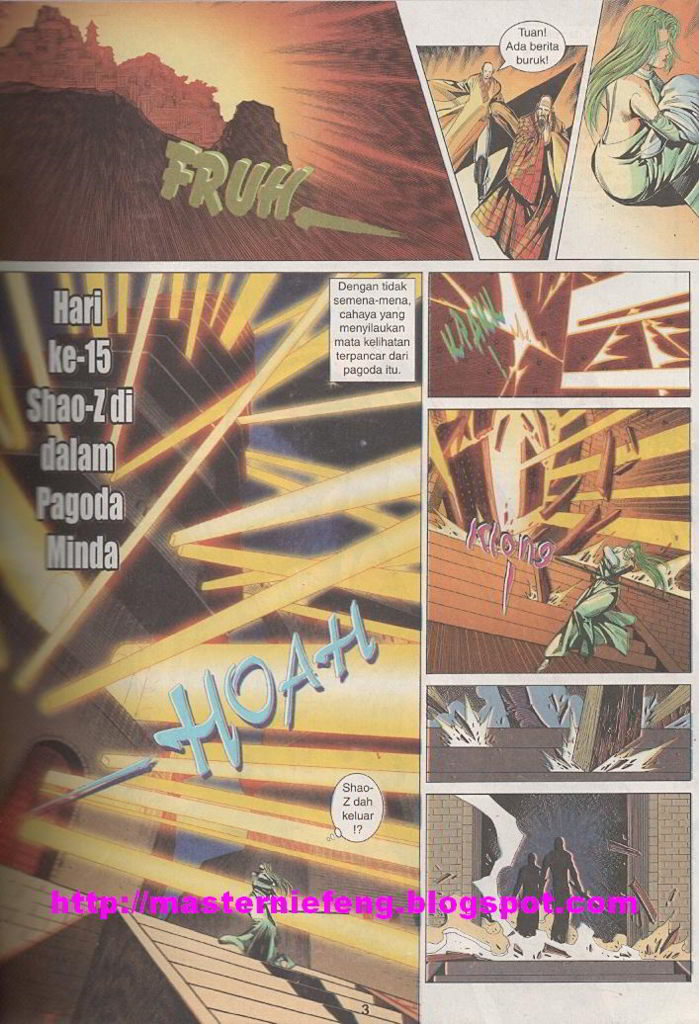 FRUH
Tuan!
Ada berita
buruk!
Hari
ke-15
Shao-Z di
dalam
Pagoda
Minda
Dengan tidak
semena-mena,
cahaya yang
menyilaukan
mata kelihatan
terpancar dari
pagoda itu.
HOAH
Shao-
Z dah
keluar
!?
Klong
!
http://masterniefeng.blogspot.com
3